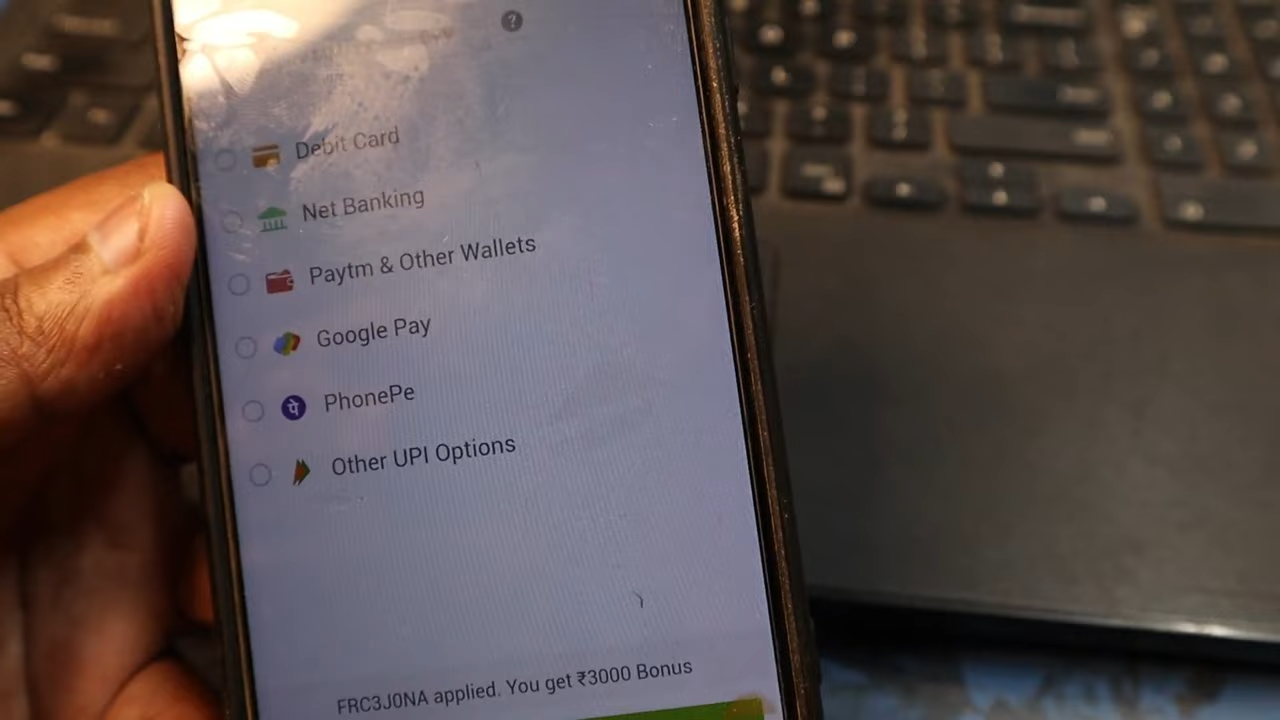 ?
Debit Card
Net Banking
Paytm & Other Wallets
Google Pay
पे PhonePe
Other UPI Options
FRC3J0NA applied. You get ₹3000 Bonus